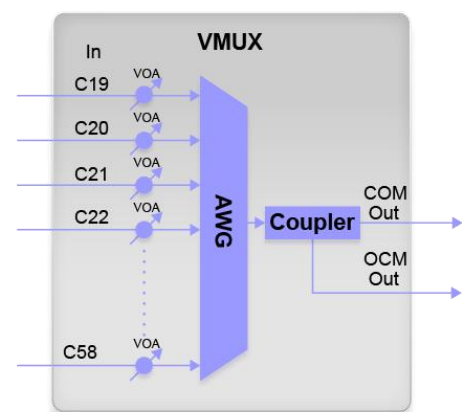 VMUX
In
C19
VOA
C20
VOA
C21
VOA
C22
VOA
C58
VOA
AWG
Coupler
COM
Out
OCM
Out